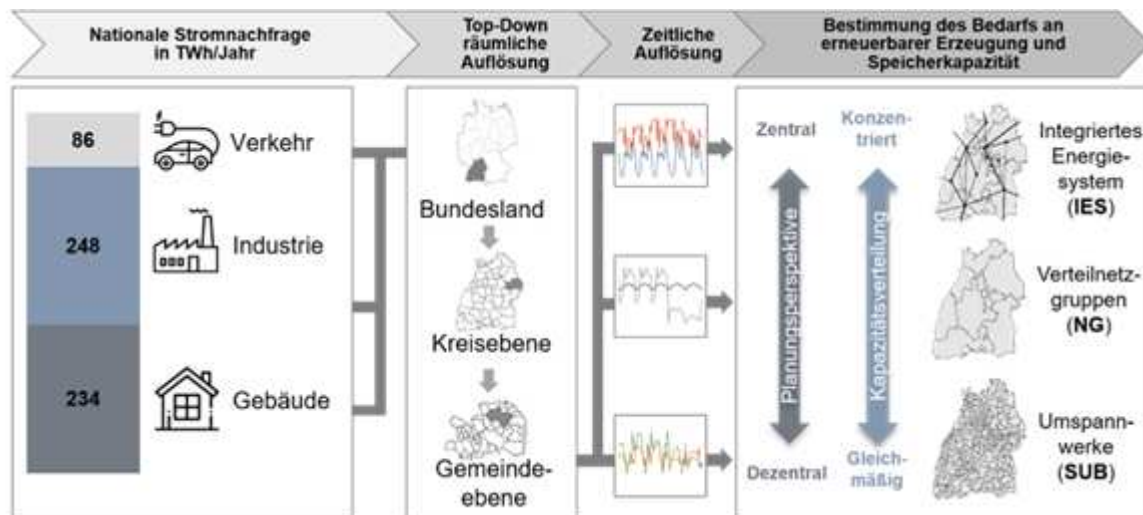 Nationale Stromnachfrage
in TWh/Jahr
Top-Down
räumliche
Auflösung
Zeitliche
Auflösung
Bestimmung des Bedarfs an
erneuerbarer Erzeugung und
Speicherkapazität
86
Verkehr
248
Industrie
234
Gebäude
Bundesland
Kreisebene
Gemeinde-
ebene
Zentral
Planungsperspektive
Dezentral
Konzen-
triert
Kapazitätsverteilung
Gleich-
mäßig
Integriertes
Energie-
system
(IES)
Verteilnetz-
gruppen
(NG)
Umspann-
werke
(SUB)